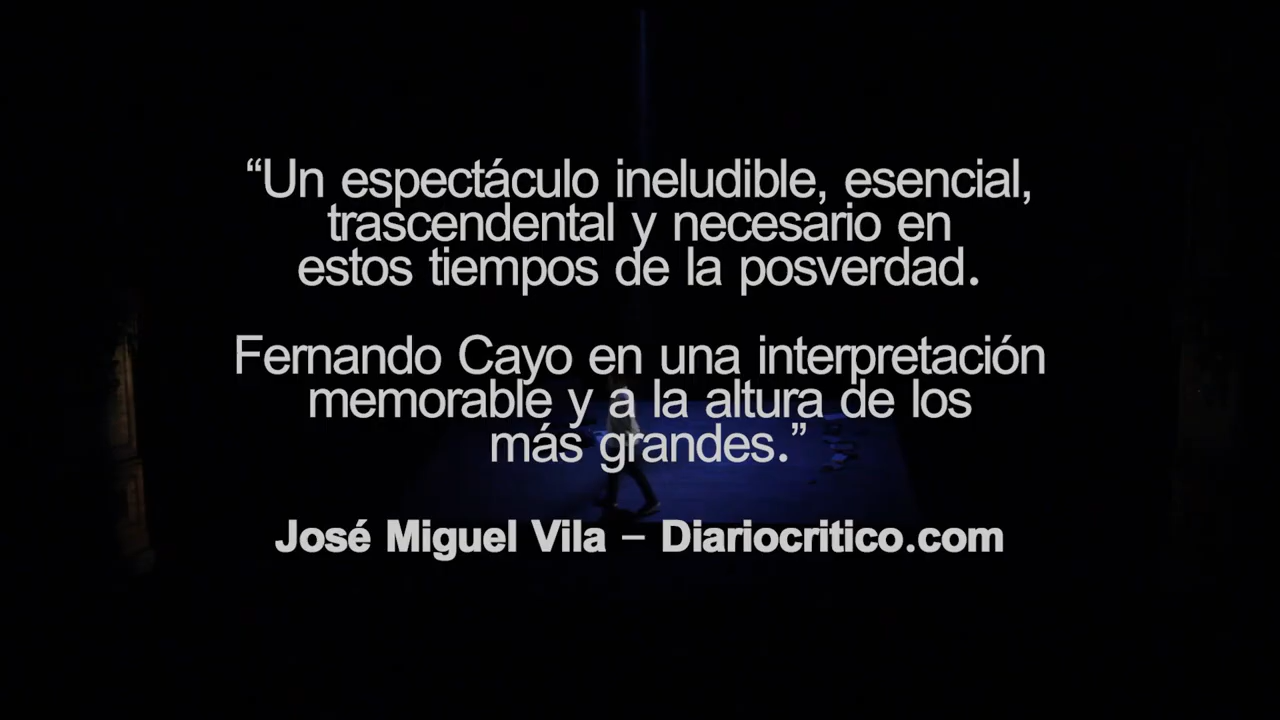 “Un espectáculo ineludible, esencial,
trascendental y necesario en
estos tiempos de la posverdad.
Fernando Cayo en una interpretación
memorable y a la altura de los
más grandes.”
José Miguel Vila – Diariocritico.com